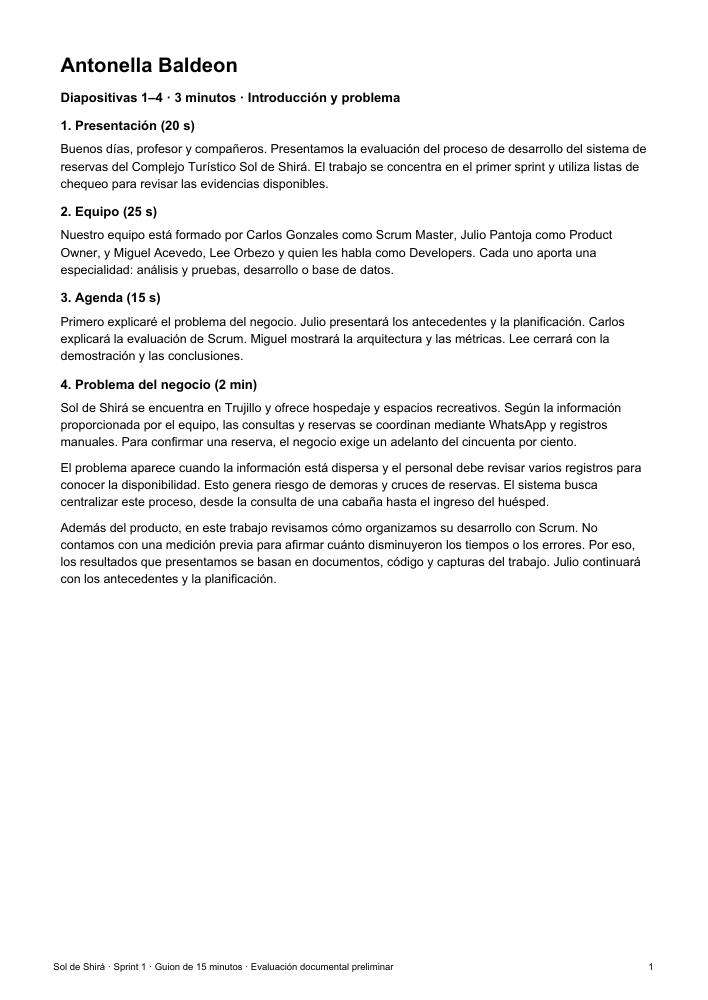 Antonella Baldeon
Diapositivas 1–4 · 3 minutos · Introducción y problema
1. Presentación (20 s)
Buenos días, profesor y compañeros. Presentamos la evaluación del proceso de desarrollo del sistema de
reservas del Complejo Turístico Sol de Shirá. El trabajo se concentra en el primer sprint y utiliza listas de
chequeo para revisar las evidencias disponibles.
2. Equipo (25 s)
Nuestro equipo está formado por Carlos Gonzales como Scrum Master, Julio Pantoja como Product
Owner, y Miguel Acevedo, Lee Orbezo y quien les habla como Developers. Cada uno aporta una
especialidad: análisis y pruebas, desarrollo o base de datos.
3. Agenda (15 s)
Primero explicaré el problema del negocio. Julio presentará los antecedentes y la planificación. Carlos
explicará la evaluación de Scrum. Miguel mostrará la arquitectura y las métricas. Lee cerrará con la
demostración y las conclusiones.
4. Problema del negocio (2 min)
Sol de Shirá se encuentra en Trujillo y ofrece hospedaje y espacios recreativos. Según la información
proporcionada por el equipo, las consultas y reservas se coordinan mediante WhatsApp y registros
manuales. Para confirmar una reserva, el negocio exige un adelanto del cincuenta por ciento.
El problema aparece cuando la información está dispersa y el personal debe revisar varios registros para
conocer la disponibilidad. Esto genera riesgo de demoras y cruces de reservas. El sistema busca
centralizar este proceso, desde la consulta de una cabaña hasta el ingreso del huésped.
Además del producto, en este trabajo revisamos cómo organizamos su desarrollo con Scrum. No
contamos con una medición previa para afirmar cuánto disminuyeron los tiempos o los errores. Por eso,
los resultados que presentamos se basan en documentos, código y capturas del trabajo. Julio continuará
con los antecedentes y la planificación.
Sol de Shirá · Sprint 1 · Guion de 15 minutos · Evaluación documental preliminar
1